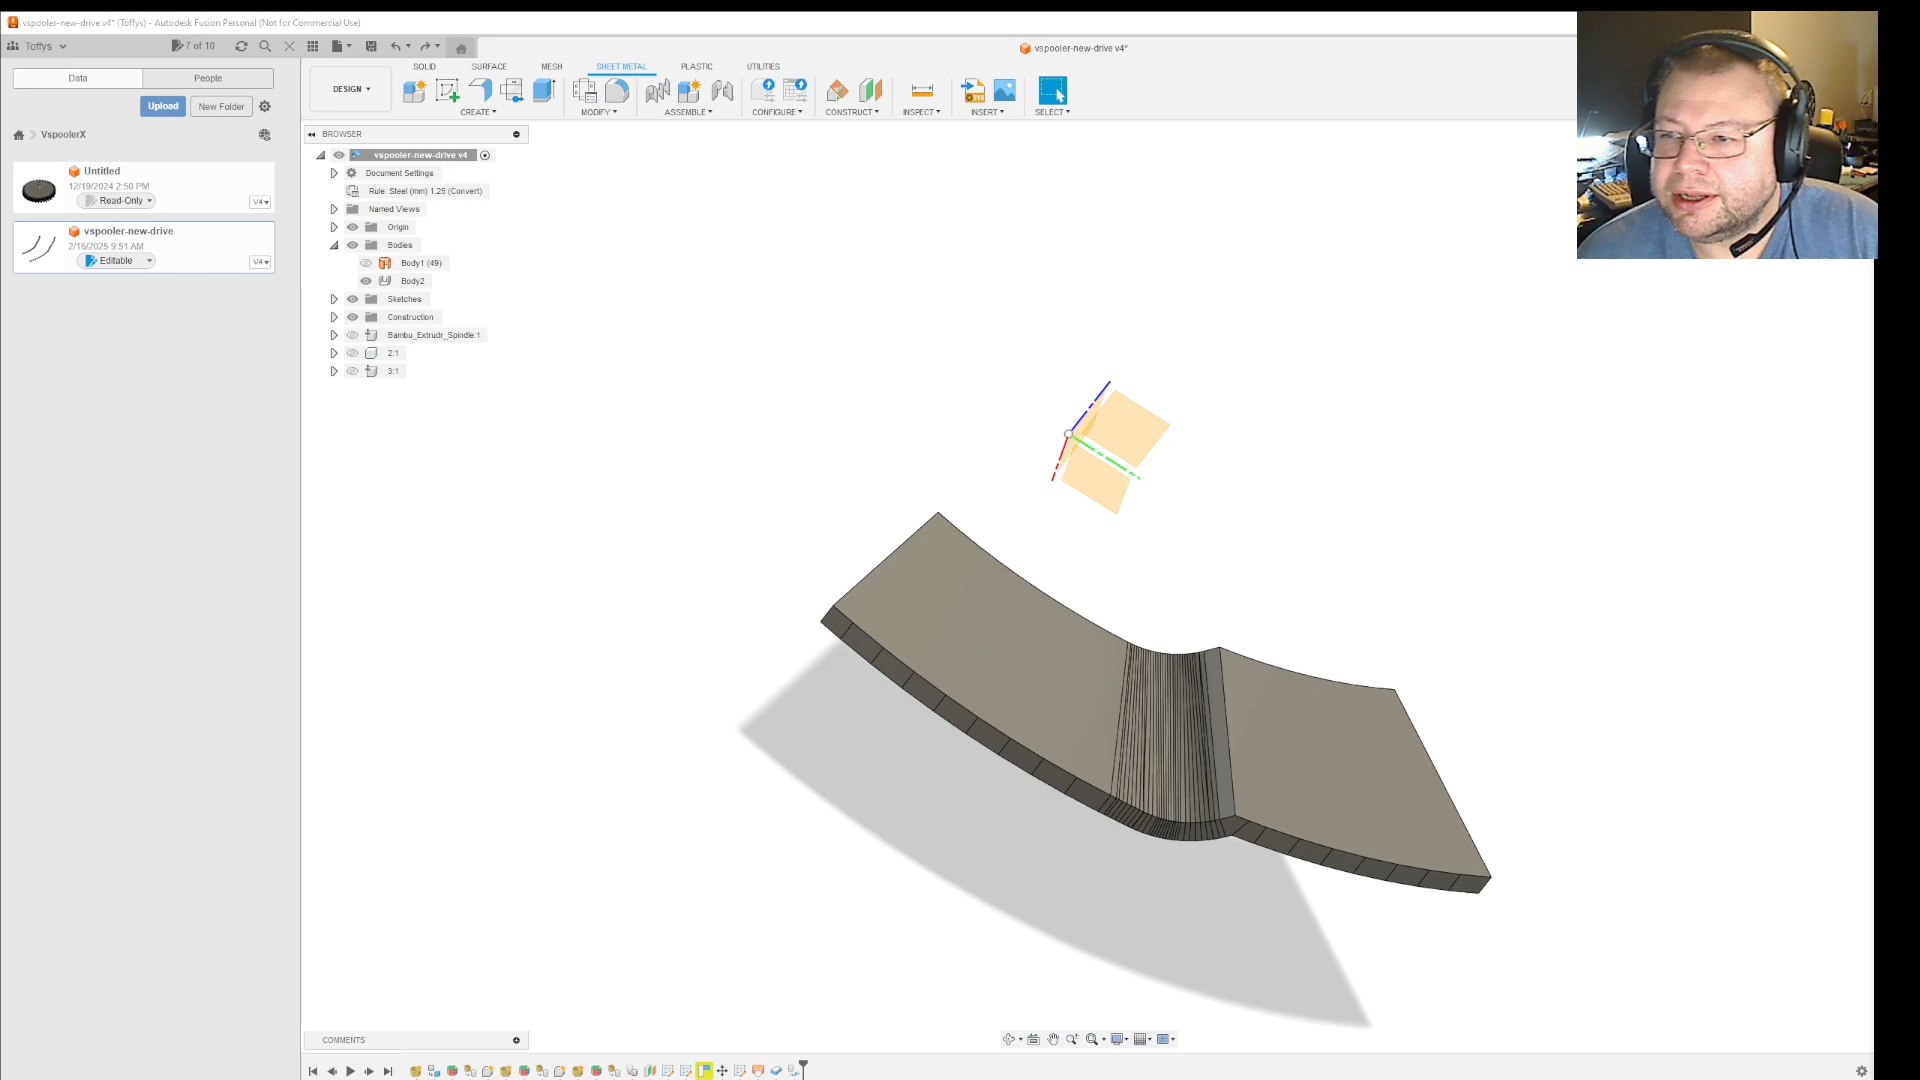 vspooler-new-drive v4* (Toffys) - Autodesk Fusion Personal (Not for Commercial Use)
Toffys
7 of 10
vspooler-new-drive v4*
Data
People
Upload
New Folder
VspoolerX
Untitled
12/19/2024 2:50 PM
Read-Only
V4
vspooler-new-drive
2/16/2025 9:51 AM
Editable
V4
DESIGN
SOLID
SURFACE
MESH
SHEET METAL
PLASTIC
UTILITIES
CREATE
MODIFY
ASSEMBLE
CONFIGURE
CONSTRUCT
INSPECT
INSERT
SELECT
BROWSER
vspooler-new-drive v4
Document Settings
Rule: Steel (mm) 1.25 (Convert)
Named Views
Origin
Bodies
Body1 (49)
Body2
Sketches
Construction
Bambu_Extrudr_Spindle:1
2:1
3:1
COMMENTS